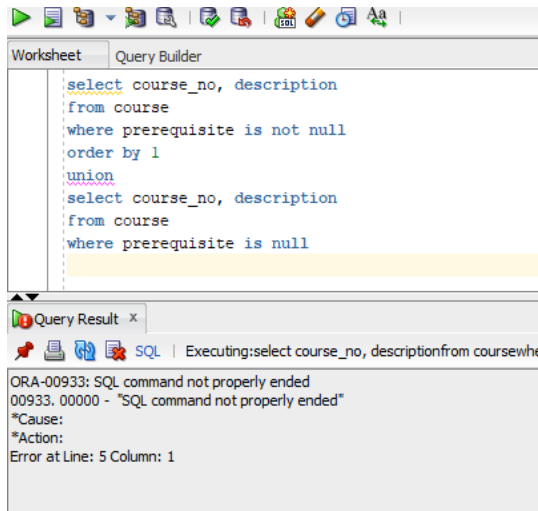 Worksheet Query Builder
select course_no, description
from course
where prerequisite is not null
order by 1
union
select course_no, description
from course
where prerequisite is null
Query Result x
SQL | Executing:select course_no, descriptionfrom coursewhe
ORA-00933: SQL command not properly ended
00933. 00000 - "SQL command not properly ended"
*Cause:
*Action:
Error at Line: 5 Column: 1